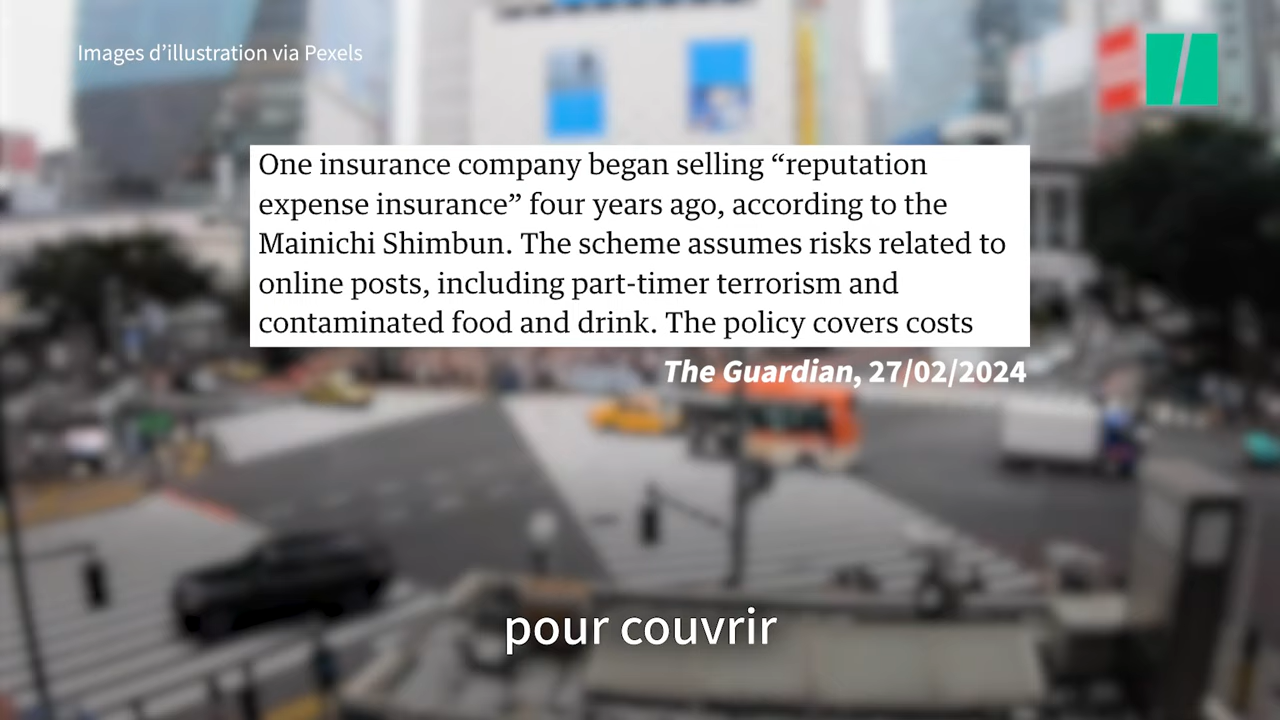 Images d’illustration via Pexels
One insurance company began selling “reputation
expense insurance” four years ago, according to the
Mainichi Shimbun. The scheme assumes risks related to
online posts, including part-timer terrorism and
contaminated food and drink. The policy covers costs
The Guardian, 27/02/2024
pour couvrir